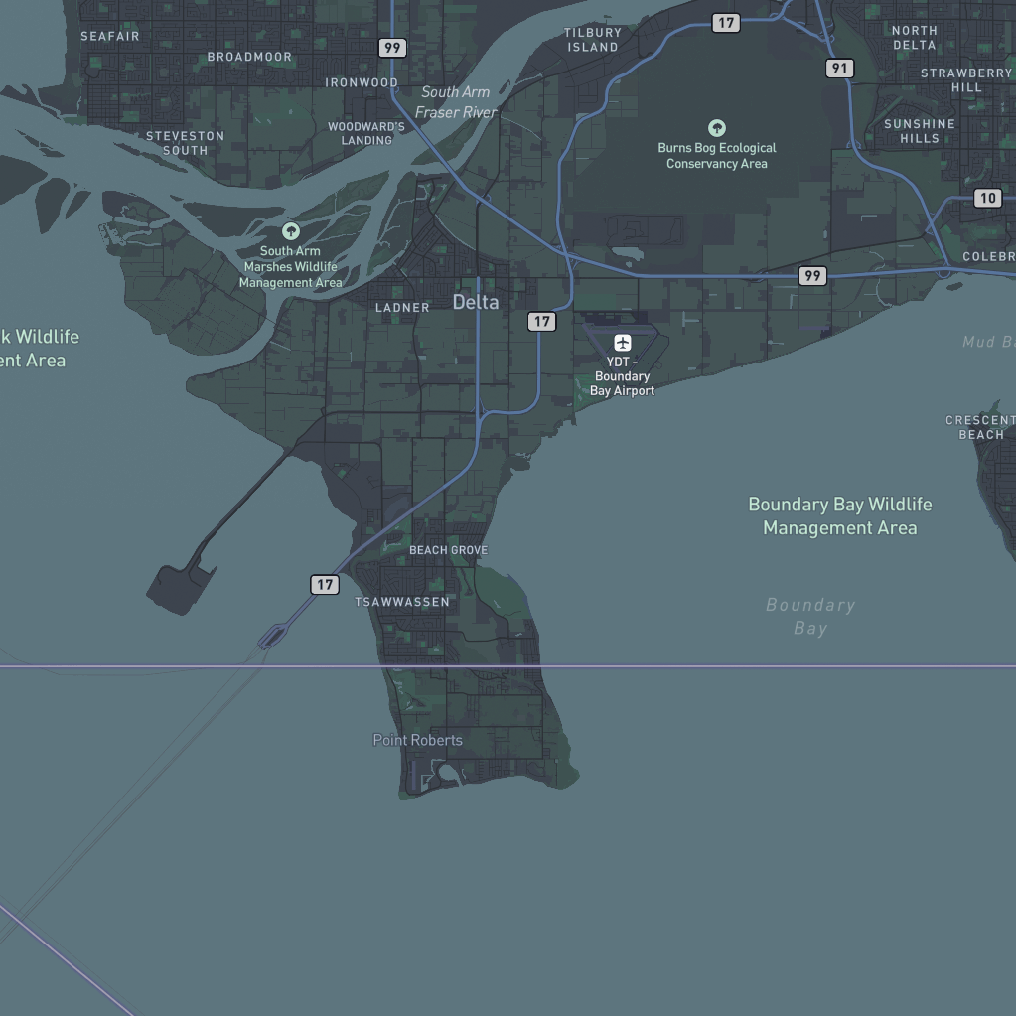 SEAFAIR
BROADMOOR
99
IRONWOOD
TILBURY
ISLAND
17
NORTH
DELTA
91
STRAWBERRY
HILL
South Arm
Fraser River
WOODWARD'S
LANDING
STEVESTON
SOUTH
SUNSHINE
HILLS
Burns Bog Ecological
Conservancy Area
10
South Arm
Marshes Wildlife
Management Area
COLEBR
99
LADNER
Delta
17
k Wildlife
ent Area
YDT -
Boundary
Bay Airport
Mud Ba
CRESCENT
BEACH
Boundary Bay Wildlife
Management Area
BEACH GROVE
17
TSAWWASSEN
Boundary
Bay
Point Roberts